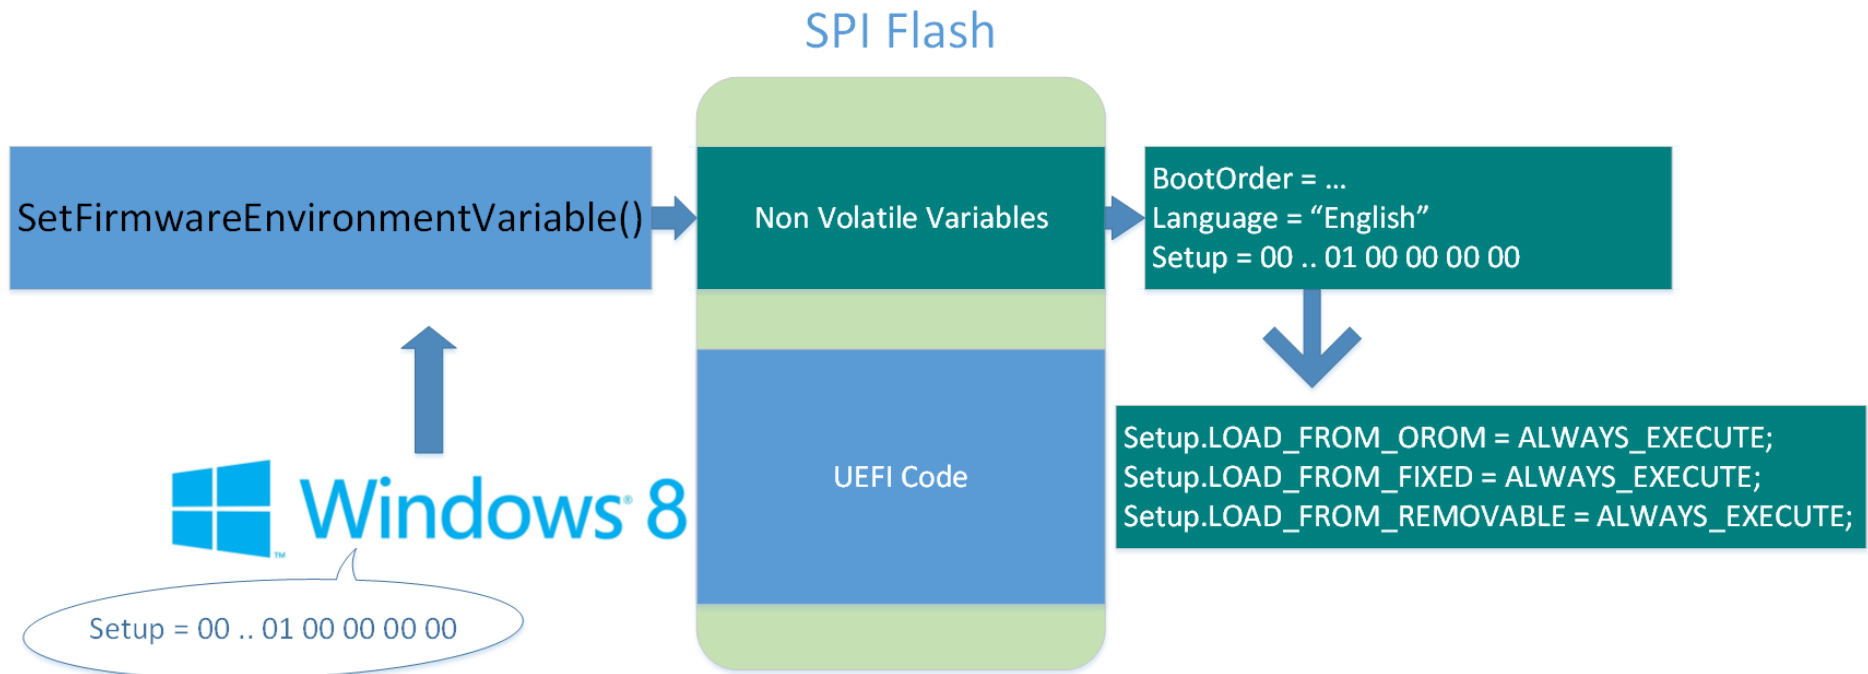 SPI Flash
SetFirmwareEnvironmentVariable()
Non Volatile Variables
BootOrder = ...
Language = “English”
Setup = 00 .. 01 00 00 00 00
UEFI Code
Setup.LOAD_FROM_OROM = ALWAYS_EXECUTE;
Setup.LOAD_FROM_FIXED = ALWAYS_EXECUTE;
Setup.LOAD_FROM_REMOVABLE = ALWAYS_EXECUTE;
Windows® 8
™
Setup = 00 .. 01 00 00 00 00